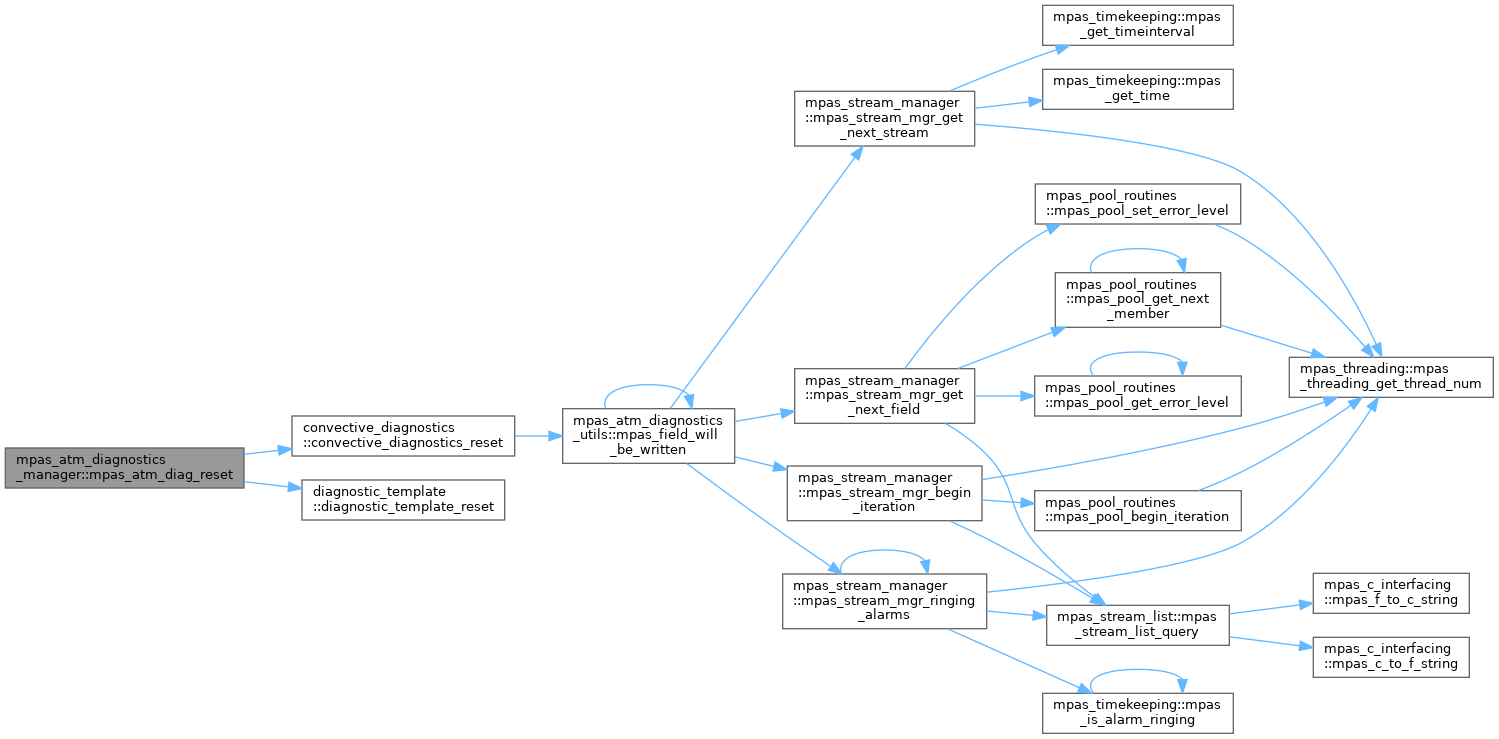 mpas_atm_diagnostics
_manager::mpas_atm_diag_reset
convective_diagnostics
::convective_diagnostics_reset
diagnostic_template
::diagnostic_template_reset
mpas_atm_diagnostics
_utils::mpas_field_will
_be_written
mpas_stream_manager
::mpas_stream_mgr_get
_next_stream
mpas_stream_manager
::mpas_stream_mgr_get
_next_field
mpas_stream_manager
::mpas_stream_mgr_begin
_iteration
mpas_stream_manager
::mpas_stream_mgr_ringing
_alarms
mpas_timekeeping::mpas
_get_timeinterval
mpas_timekeeping::mpas
_get_time
mpas_pool_routines
::mpas_pool_set_error_level
mpas_pool_routines
::mpas_pool_get_next
_member
mpas_pool_routines
::mpas_pool_get_error_level
mpas_pool_routines
::mpas_pool_begin_iteration
mpas_stream_list::mpas
_stream_list_query
mpas_timekeeping::mpas
_is_alarm_ringing
mpas_threading::mpas
_threading_get_thread_num
mpas_c_interfacing
::mpas_f_to_c_string
mpas_c_interfacing
::mpas_c_to_f_string